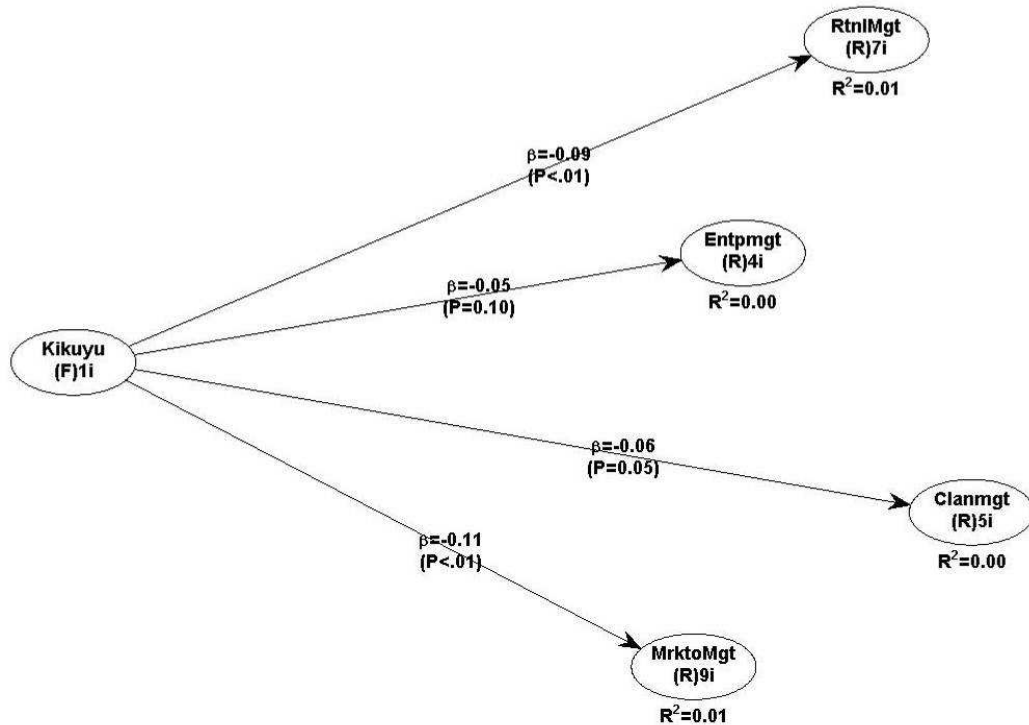 RtnlMgt
(R)7i
R²=0.01
β=-0.09
(P<.01)
Entpmgt
(R)4i
R²=0.00
β=-0.05
(P=0.10)
Kikuyu
(F)1i
β=-0.06
(P=0.05)
Clanmgt
(R)5i
R²=0.00
β=-0.11
(P<.01)
MrktoMgt
(R)9i
R²=0.01